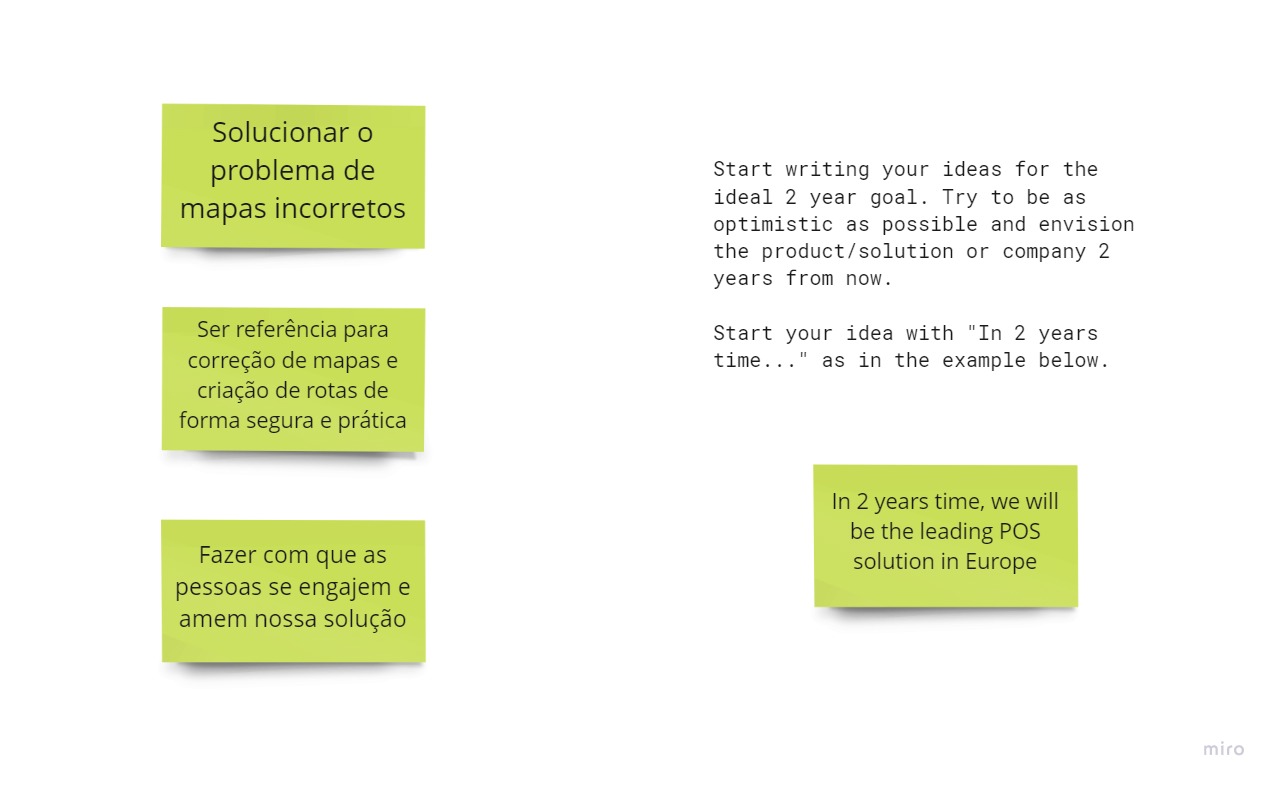 Solucionar o
problema de
mapas incorretos
Ser referência para
correção de mapas e
criação de rotas de
forma segura e prática
Fazer com que as
pessoas se engajem e
amem nossa solução
Start writing your ideas for the
ideal 2 year goal. Try to be as
optimistic as possible and envision
the product/solution or company 2
years from now.
Start your idea with "In 2 years
time..." as in the example below.
In 2 years time, we will
be the leading POS
solution in Europe
miro